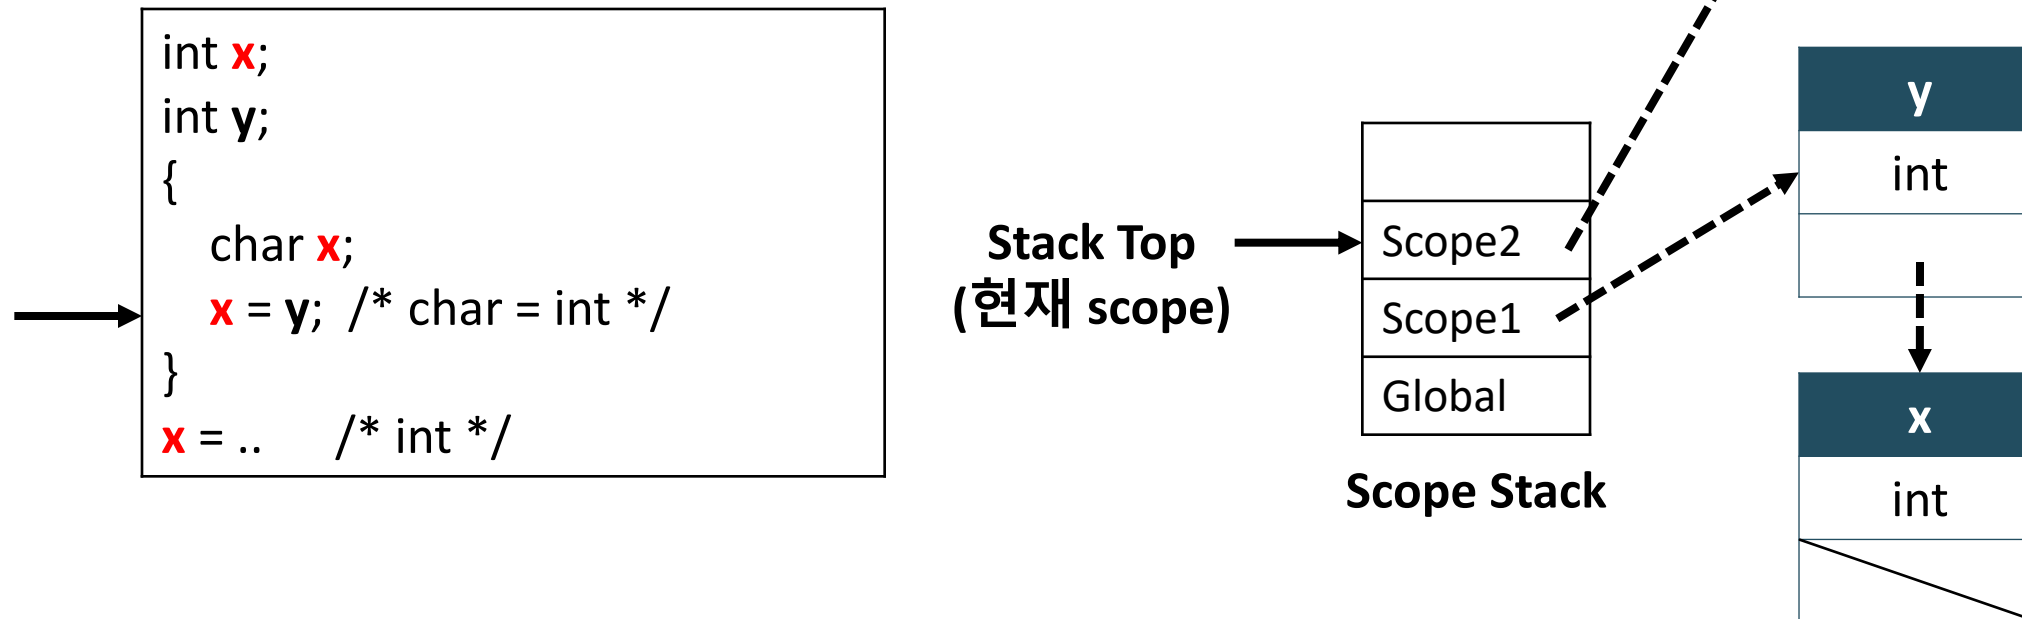 int x;
int y;
{
char x;
x = y; /* char = int */
}
x = .. /* int */
Stack Top
(현재 scope)
Scope2
Scope1
Global
Scope Stack
y
int
x
int